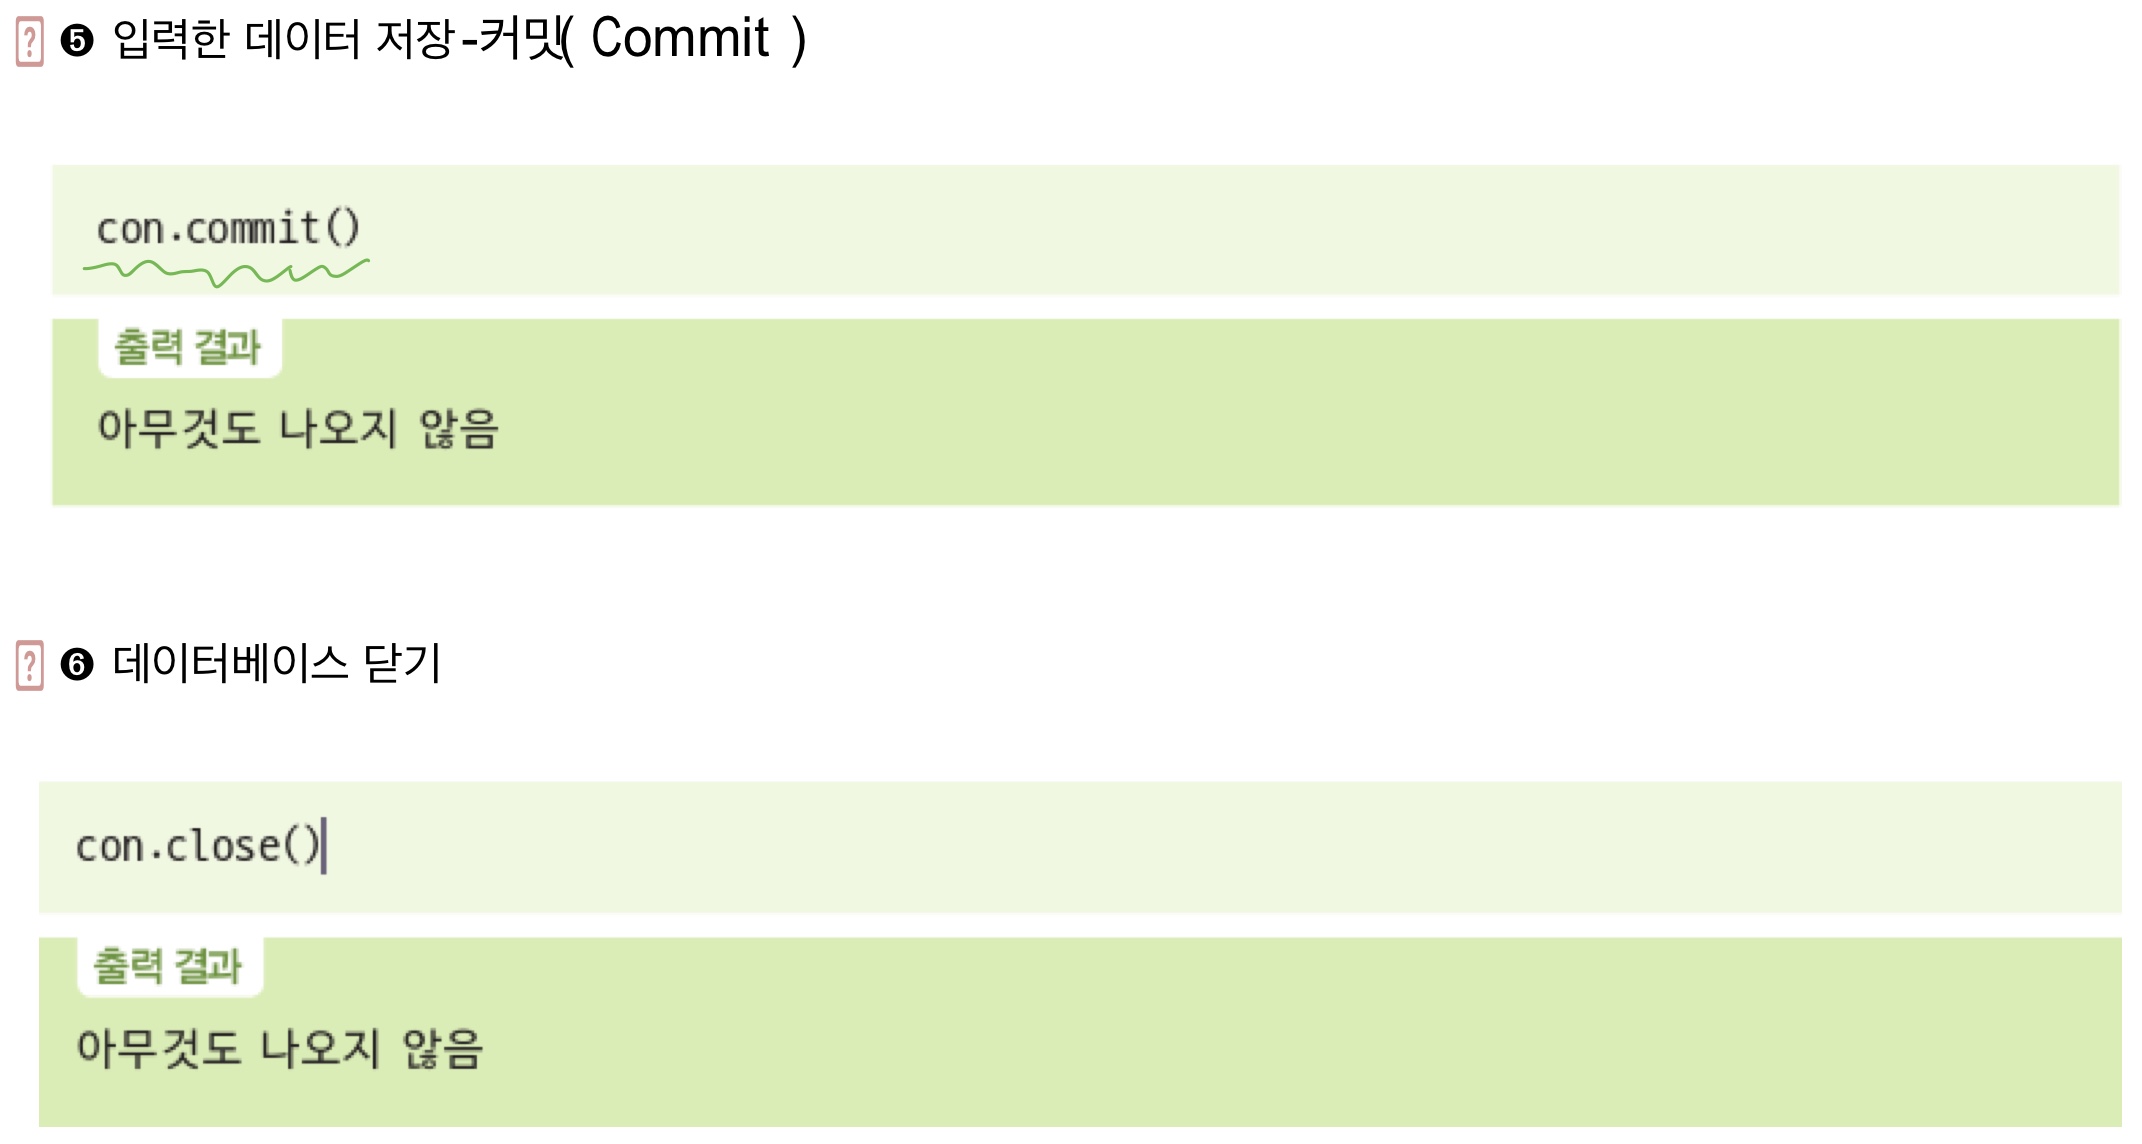 ❺ 입력한 데이터 저장-커밋( Commit )
con.commit()
출력 결과
아무것도 나오지 않음
❻ 데이터베이스 닫기
con.close()
출력 결과
아무것도 나오지 않음